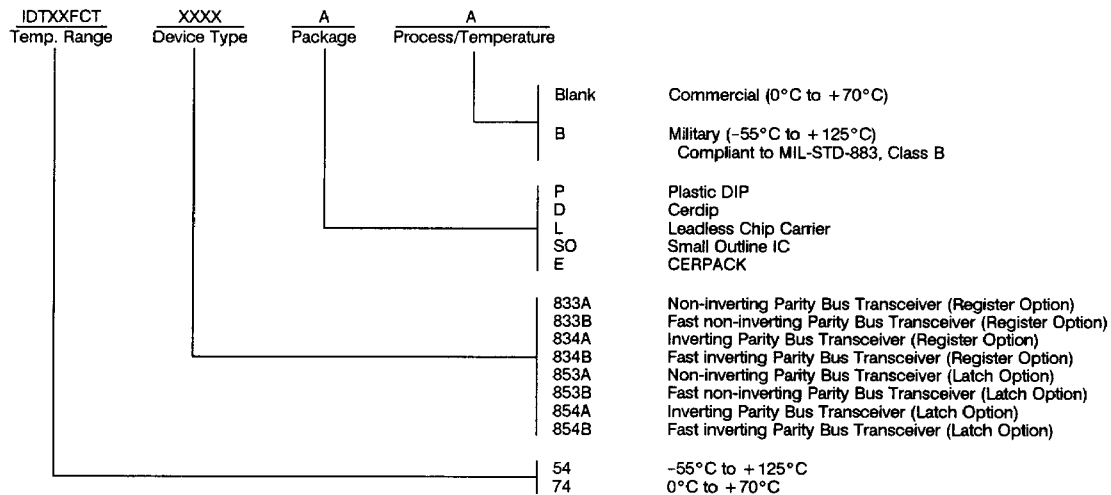 IDTXXFCT XXXX A A
Temp. Range Device Type Package Process/Temperature
Blank Commercial (0°C to +70°C)
B Military (–55°C to +125°C)
Compliant to MIL-STD-883, Class B
P Plastic DIP
D Cerdip
L Leadless Chip Carrier
SO Small Outline IC
E CERPACK
833A Non-inverting Parity Bus Transceiver (Register Option)
833B Fast non-inverting Parity Bus Transceiver (Register Option)
834A Inverting Parity Bus Transceiver (Register Option)
834B Fast inverting Parity Bus Transceiver (Register Option)
853A Non-inverting Parity Bus Transceiver (Latch Option)
853B Fast non-inverting Parity Bus Transceiver (Latch Option)
854A Inverting Parity Bus Transceiver (Latch Option)
854B Fast inverting Parity Bus Transceiver (Latch Option)
54 –55°C to +125°C
74 0°C to +70°C